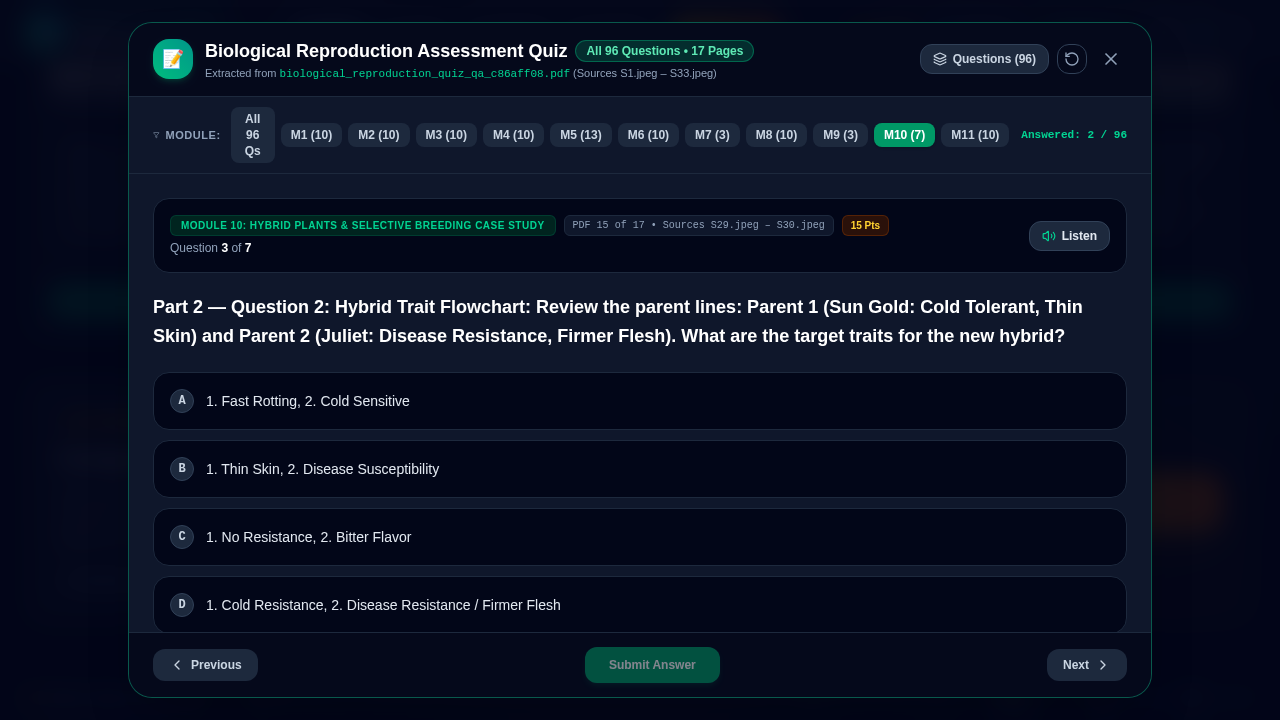 📝 Biological Reproduction Assessment Quiz All 96 Questions • 17 Pages
Extracted from biological_reproduction_quiz_qa_c86aff08.pdf (Sources S1.jpeg – S33.jpeg)
Questions (96)
MODULE:
All
96
Qs
M1 (10) M2 (10) M3 (10) M4 (10) M5 (13) M6 (10) M7 (3) M8 (10) M9 (3) M10 (7) M11 (10) Answered: 2 / 96
MODULE 10: HYBRID PLANTS & SELECTIVE BREEDING CASE STUDY PDF 15 of 17 • Sources S29.jpeg – S30.jpeg 15 Pts
Question 3 of 7
Listen
Part 2 — Question 2: Hybrid Trait Flowchart: Review the parent lines: Parent 1 (Sun Gold: Cold Tolerant, Thin
Skin) and Parent 2 (Juliet: Disease Resistance, Firmer Flesh). What are the target traits for the new hybrid?
A 1. Fast Rotting, 2. Cold Sensitive
B 1. Thin Skin, 2. Disease Susceptibility
C 1. No Resistance, 2. Bitter Flavor
D 1. Cold Resistance, 2. Disease Resistance / Firmer Flesh
Previous Submit Answer Next